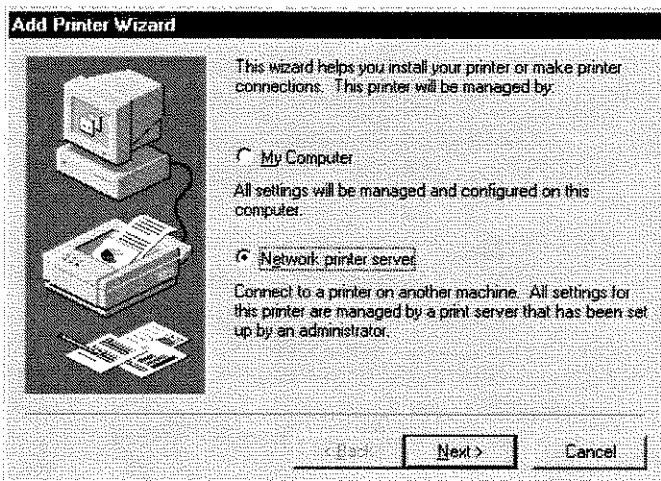 Add Printer Wizard
This wizard helps you install your printer or make printer
connections. This printer will be managed by:
My Computer
All settings will be managed and configured on this
computer.
Network printer server
Connect to a printer on another machine. All settings for
this printer are managed by a print server that has been set
up by an administrator.
< Back
Next >
Cancel